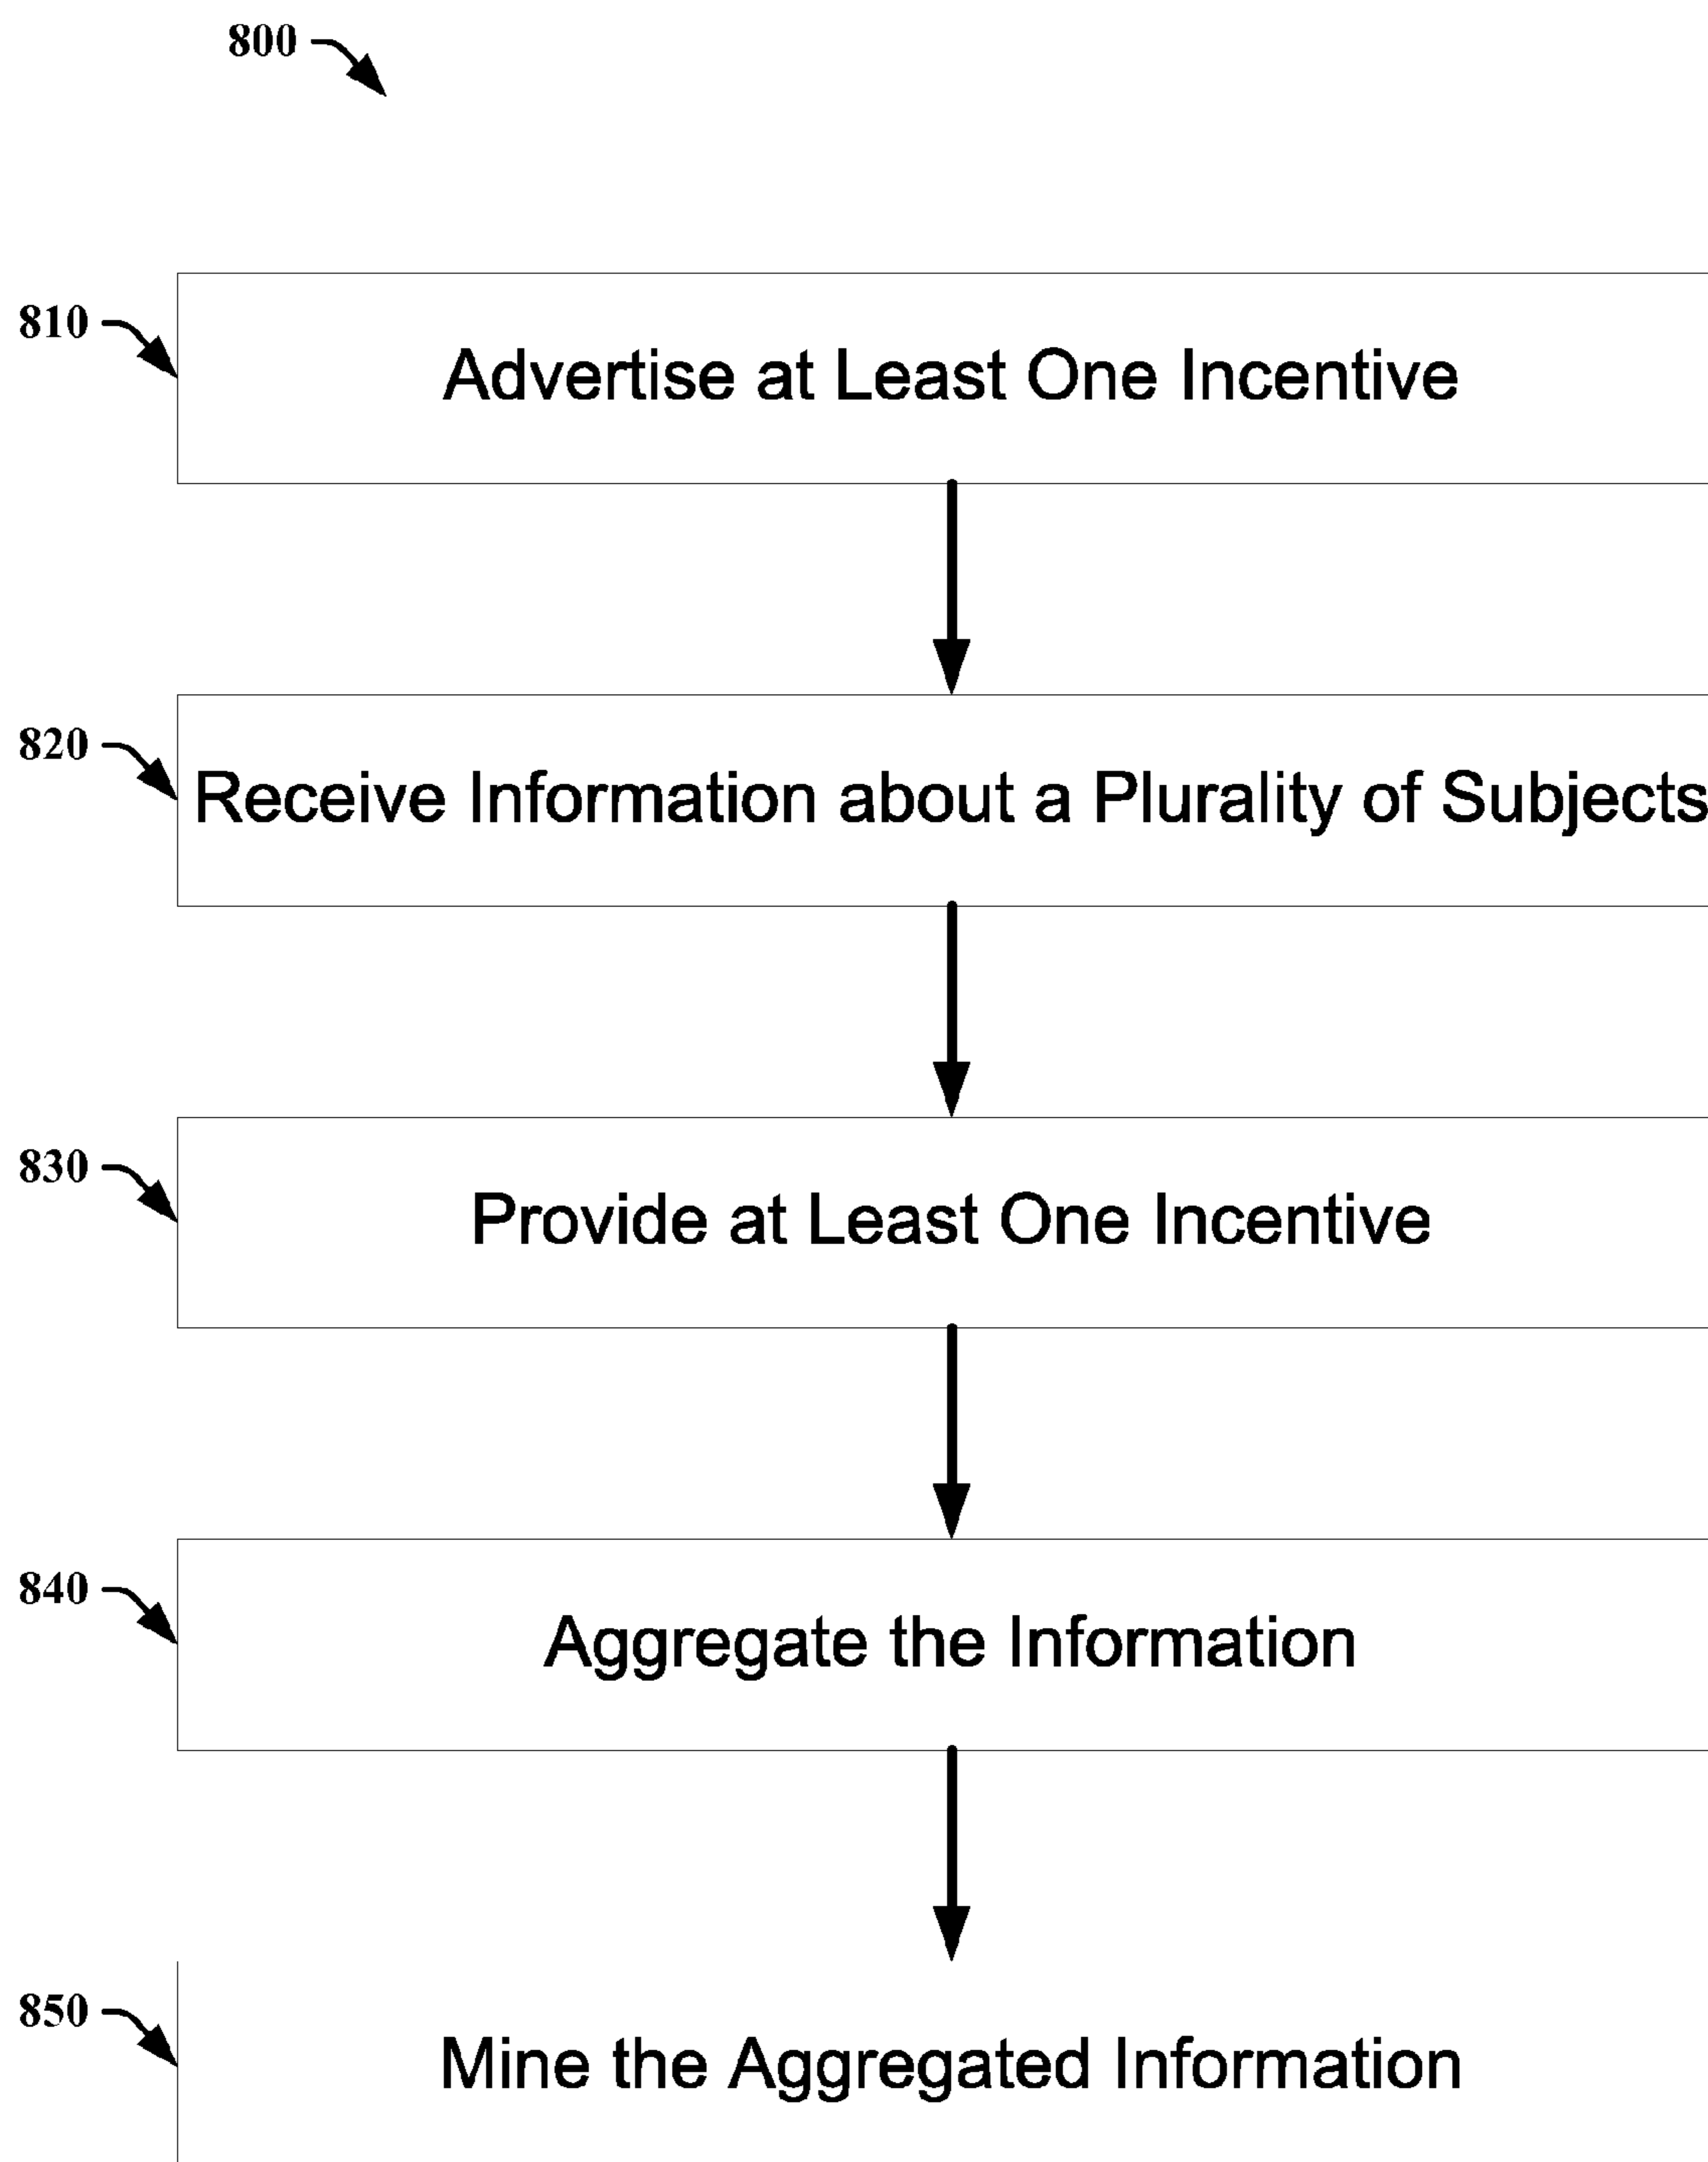 800
810
Advertise at Least One Incentive
820
Receive Information about a Plurality of Subjects
830
Provide at Least One Incentive
840
Aggregate the Information
850
Mine the Aggregated Information